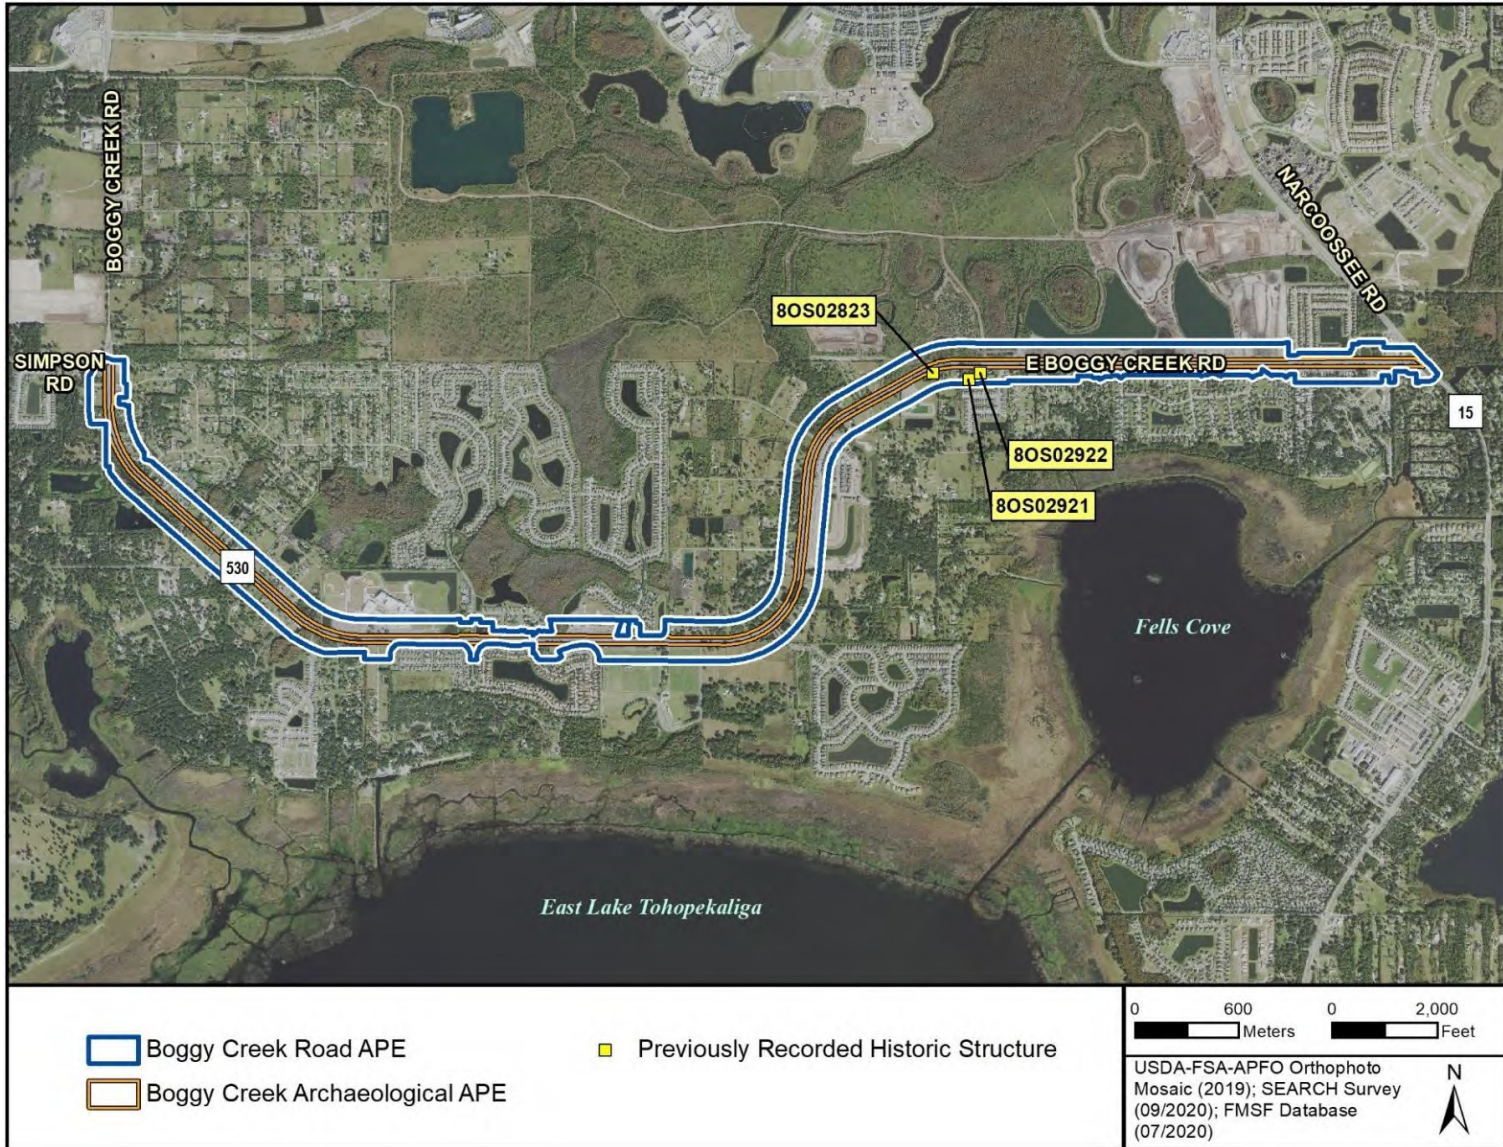 BOGGY CREEK RD
NARCOOSSEE RD
8OS02823
SIMPSON
RD
E BOGGY CREEK RD
15
8OS02922
8OS02921
530
Fells Cove
East Lake Tohopekaliga
Boggy Creek Road APE
Boggy Creek Archaeological APE
Previously Recorded Historic Structure
0 600 Meters
0 2,000 Feet
USDA-FSA-APFO Orthophoto
Mosaic (2019); SEARCH Survey
(09/2020); FMSF Database
(07/2020)
N